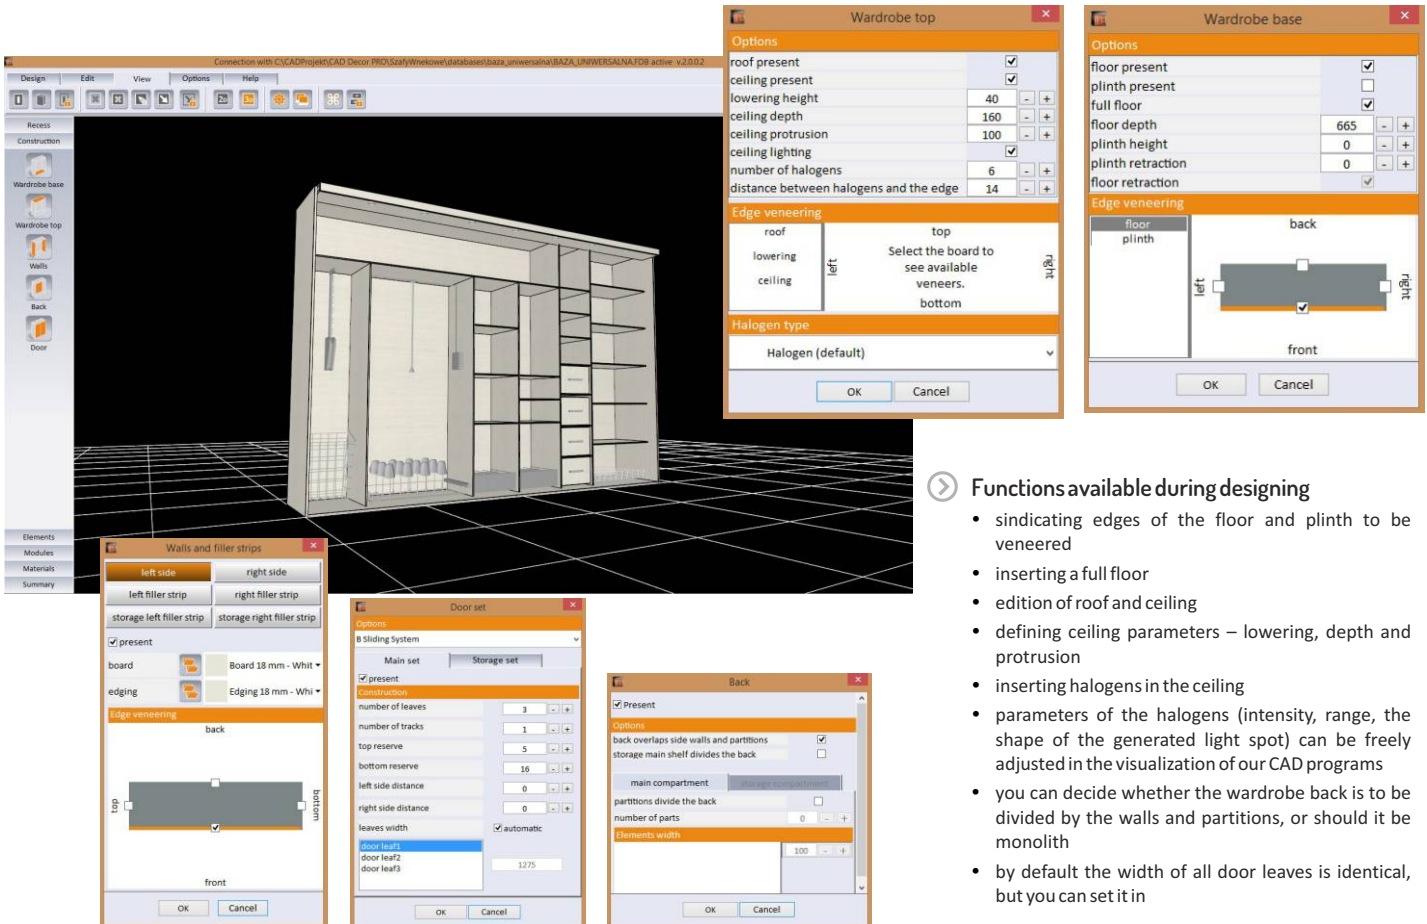 Connection with C:\CADProjekt\CAD Decor PRO\SzafyWnekowe\databases\baza_uniwersalna\BAZA_UNIWERSALNA.FDB active v.2.0.0.2
Design Edit View Options Help
Recess
Construction
Wardrobe base
Wardrobe top
Walls
Back
Door
Elements
Modules
Materials
Summary
Wardrobe top
Options
roof present
ceiling present
lowering height 40 - +
ceiling depth 160 - +
ceiling protrusion 100 - +
ceiling lighting
number of halogens 6 - +
distance between halogens and the edge 14 - +
Edge veneering
roof
lowering
ceiling
top
left
Select the board to
see available
veneers.
right
bottom
Halogen type
Halogen (default)
OK Cancel
Wardrobe base
Options
floor present
plinth present
full floor
floor depth 665 - +
plinth height 0 - +
plinth retraction 0 - +
floor retraction
Edge veneering
floor
plinth
back
left
right
front
OK Cancel
Walls and filler strips
left side right side
left filler strip right filler strip
storage left filler strip storage right filler strip
present
board Board 18 mm - Whit
edging Edging 18 mm - Whi
Edge veneering
back
top
bottom
front
OK Cancel
Door set
Options
B Sliding System
Main set Storage set
present
Construction
number of leaves 3 - +
number of tracks 1 - +
top reserve 5 - +
bottom reserve 16 - +
left side distance 0 - +
right side distance 0 - +
leaves width automatic
door leaf1
door leaf2
door leaf3
1275
OK Cancel
Back
Present
Options
back overlaps side walls and partitions
storage main shelf divides the back
main compartment storage compartment
partitions divide the back
number of parts 0 - +
Elements width
100 - +
OK Cancel
Functions available during designing
• sindicating edges of the floor and plinth to be
veneered
• inserting a full floor
• edition of roof and ceiling
• defining ceiling parameters – lowering, depth and
protrusion
• inserting halogens in the ceiling
• parameters of the halogens (intensity, range, the
shape of the generated light spot) can be freely
adjusted in the visualization of our CAD programs
• you can decide whether the wardrobe back is to be
divided by the walls and partitions, or should it be
monolith
• by default the width of all door leaves is identical,
but you can set it in